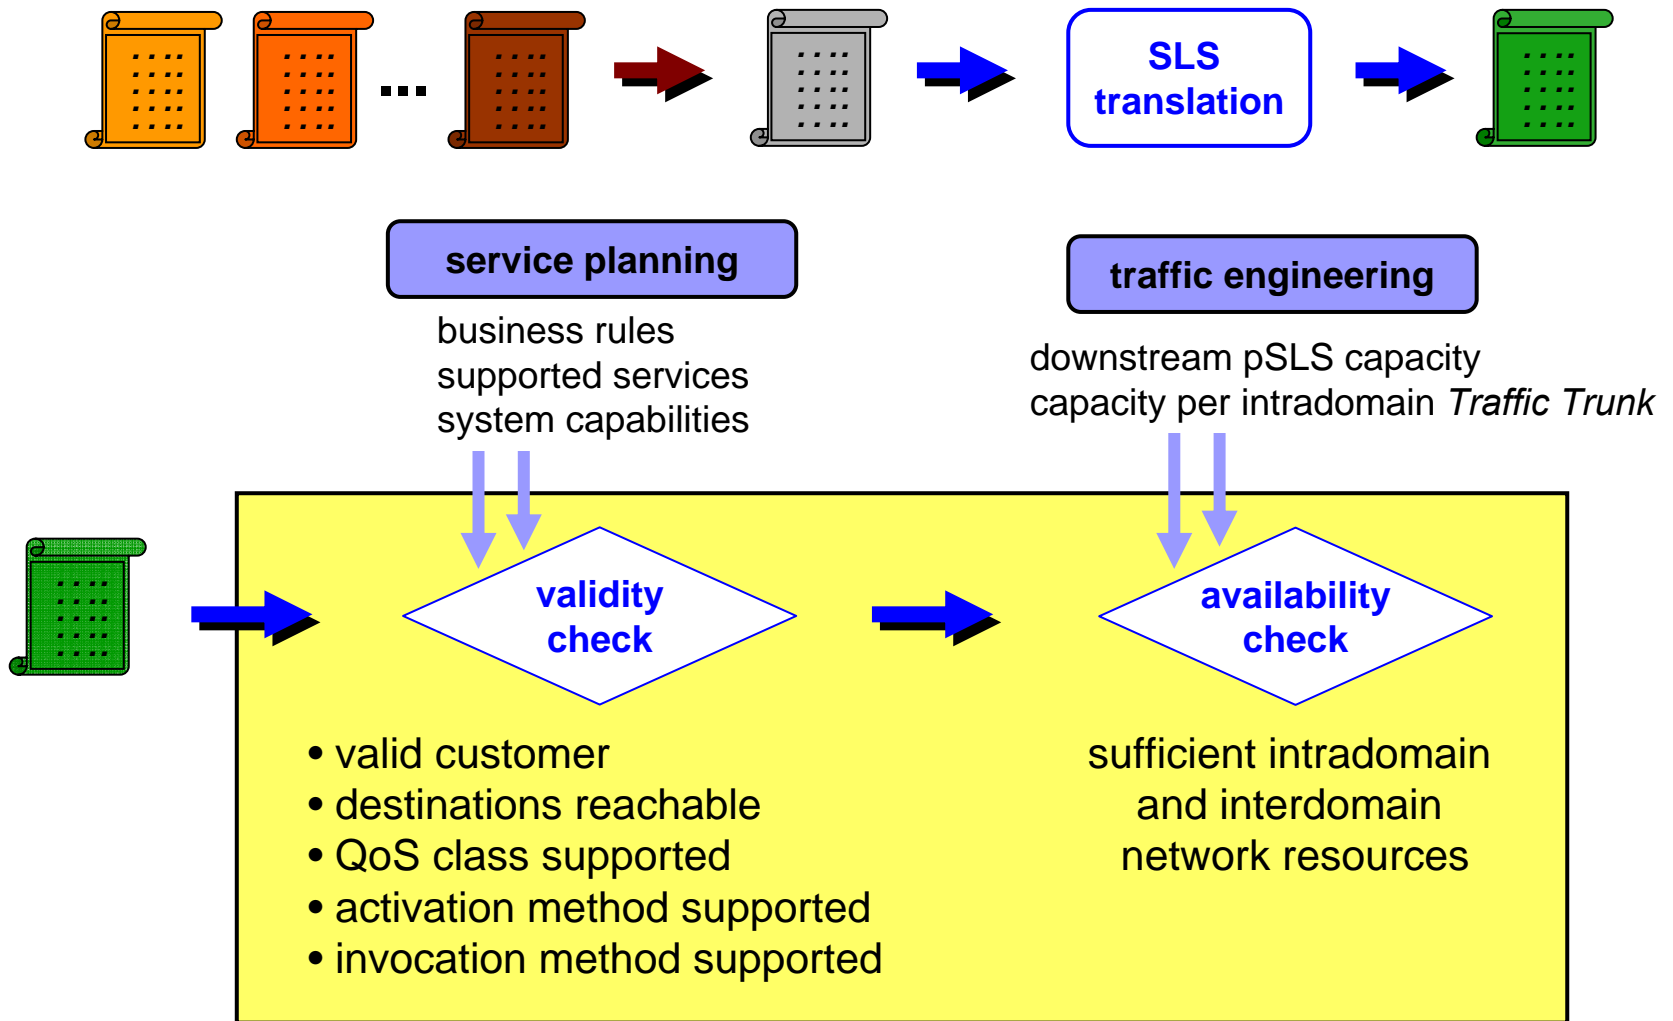 SLS
translation
service planning
business rules
supported services
system capabilities
traffic engineering
downstream pSLS capacity
capacity per intradomain Traffic Trunk
validity
check
availability
check
• valid customer
• destinations reachable
• QoS class supported
• activation method supported
• invocation method supported
sufficient intradomain
and interdomain
network resources